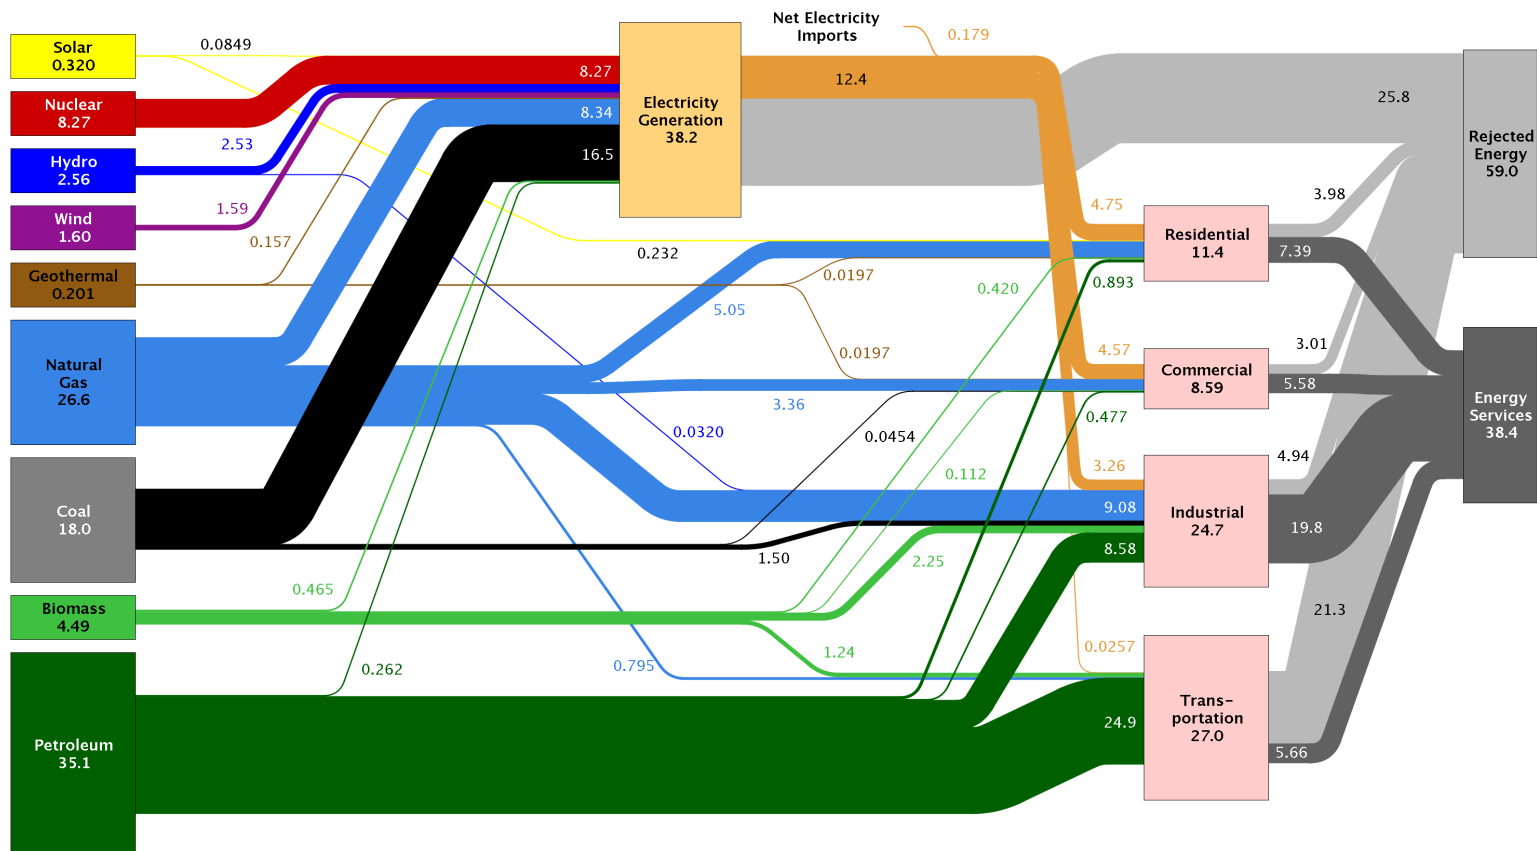 Net Electricity
Imports
0.179
Solar
0.320
0.0849
Nuclear
8.27
8.27
Hydro
2.56
2.53
Wind
1.60
1.59
Geothermal
0.201
0.157
Natural
Gas
26.6
8.34
Coal
18.0
16.5
Biomass
4.49
0.465
Petroleum
35.1
0.262
Electricity
Generation
38.2
12.4
25.8
0.232
0.0197
5.05
0.0197
3.36
0.0320
0.0454
0.112
0.420
1.50
2.25
1.24
0.795
4.75
0.893
4.57
0.477
3.26
9.08
8.58
0.0257
24.9
Residential
11.4
Commercial
8.59
Industrial
24.7
Trans-
portation
27.0
3.98
7.39
3.01
5.58
4.94
19.8
21.3
5.66
Rejected
Energy
59.0
Energy
Services
38.4